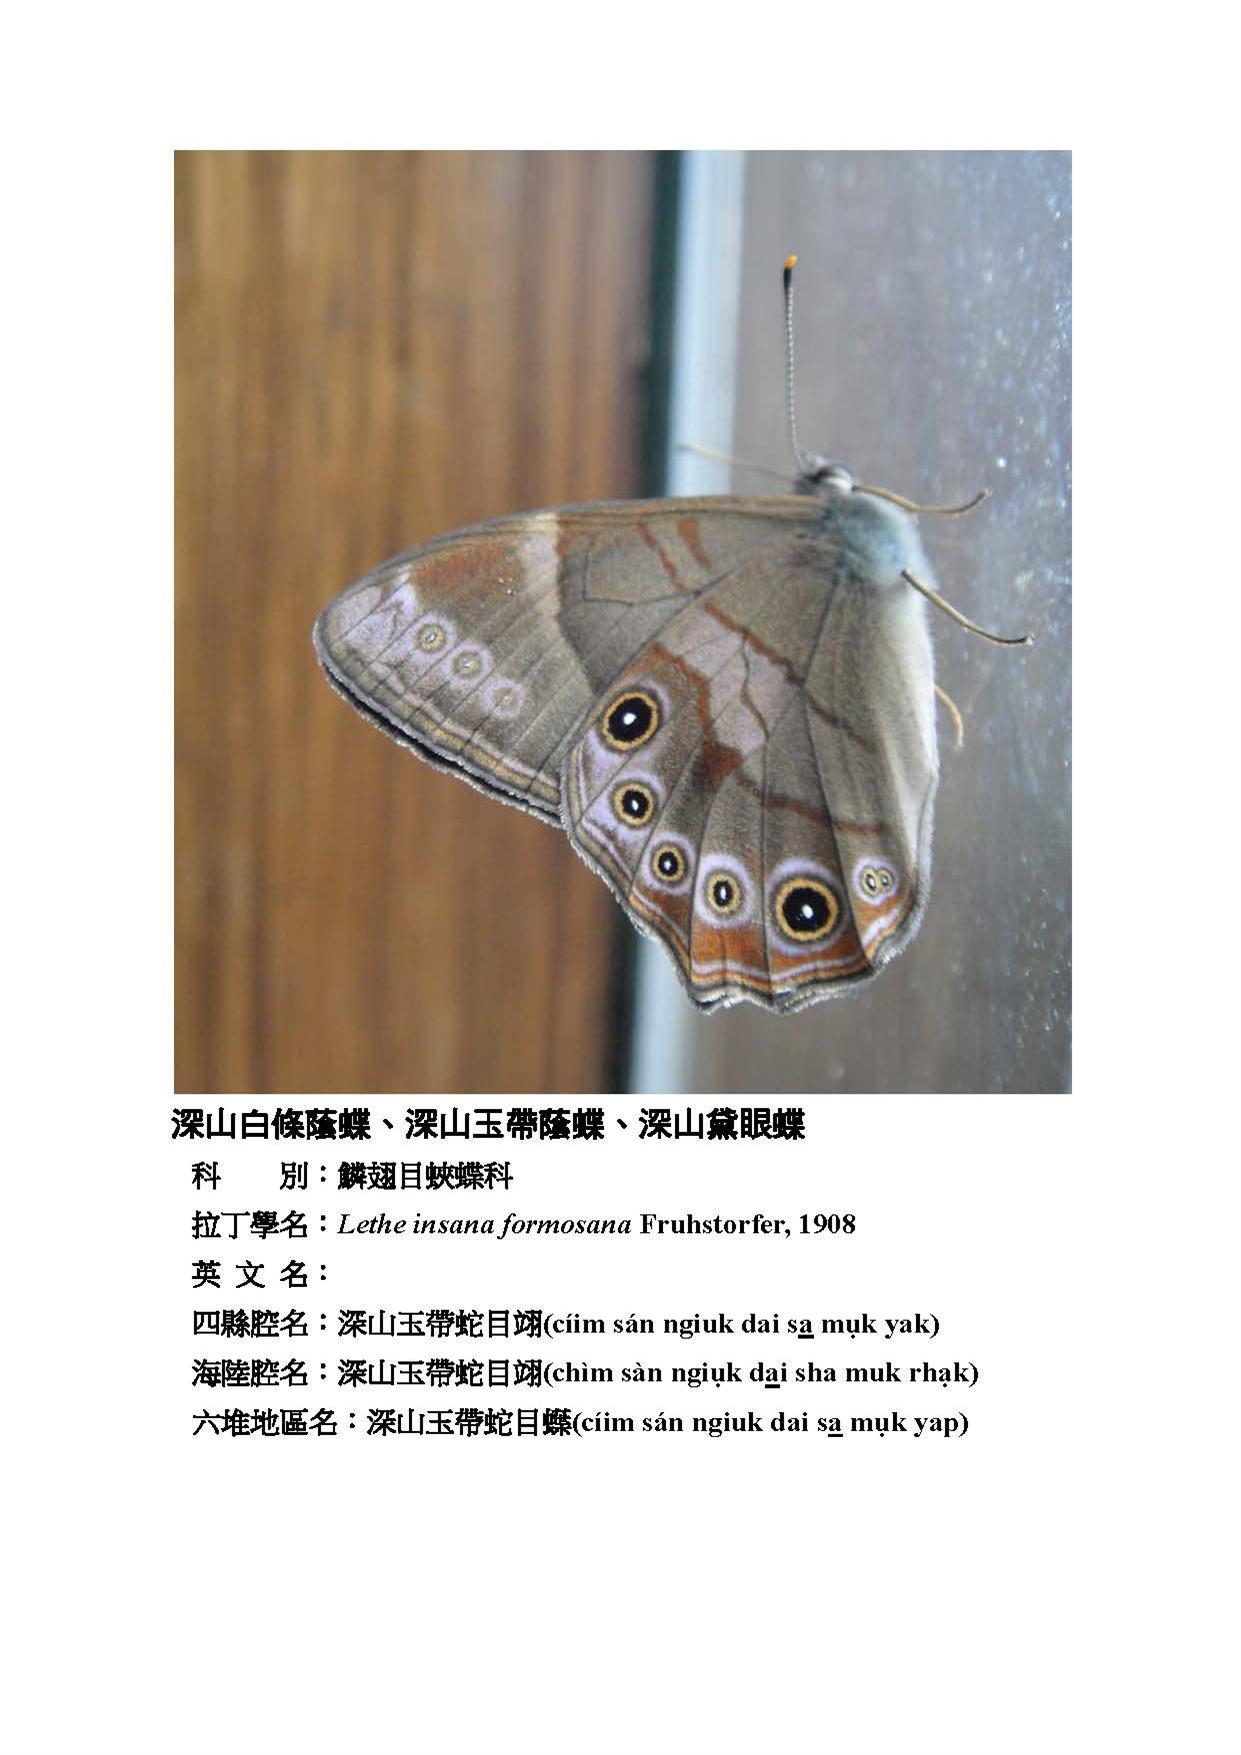 深山白條蔭蝶、深山玉帶蔭蝶、深山黛眼蝶
科　　別：鱗翅目蛺蝶科
拉丁學名：Lethe insana formosana Fruhstorfer, 1908
英 文 名：
四縣腔名：深山玉帶蛇目翊(cíim sán ngiuk dai sa̲ mụk yak)
海陸腔名：深山玉帶蛇目翊(chìm sàn ngiụk da̲i sha muk rhạk)
六堆地區名：深山玉帶蛇目蠂(cíim sán ngiuk dai sa̲ mụk yap)